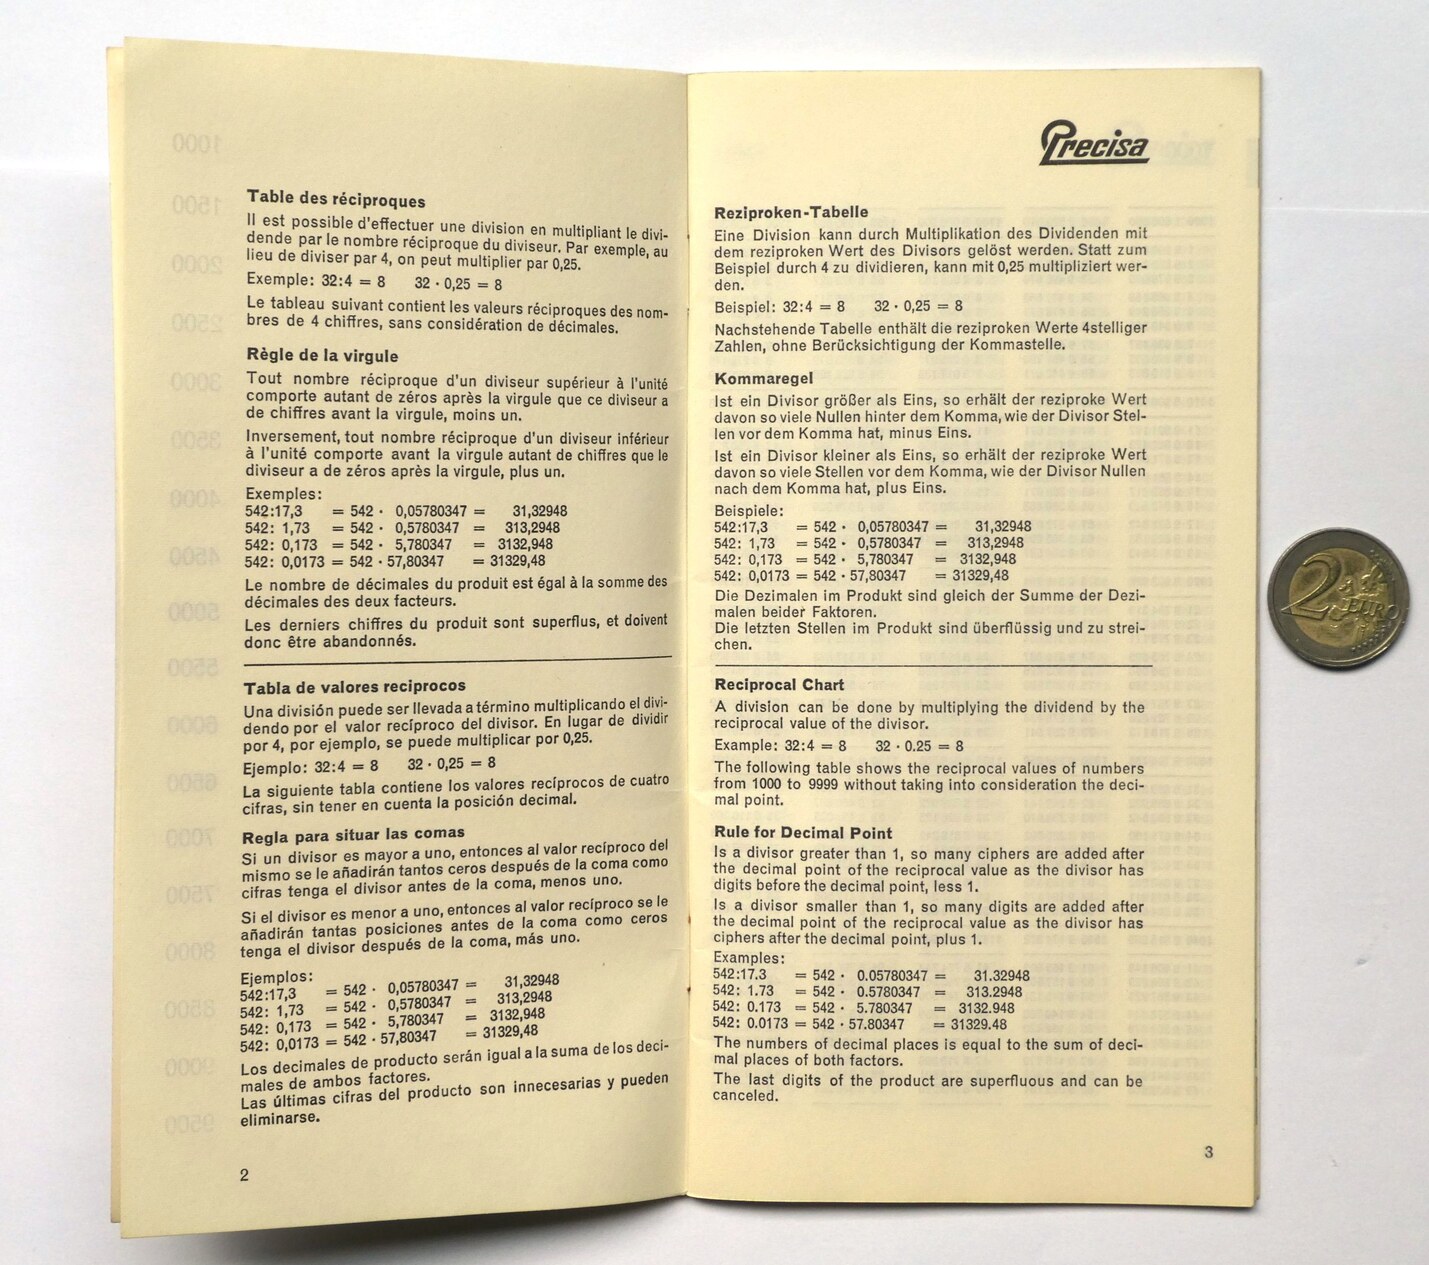 Table des réciproques
Il est possible d'effectuer une division en multipliant le divi-
dende par le nombre réciproque du diviseur. Par exemple, au
lieu de diviser par 4, on peut multiplier par 0,25.
Exemple: 32:4 = 8 32 · 0,25 = 8
Le tableau suivant contient les valeurs réciproques des nom-
bres de 4 chiffres, sans considération de décimales.
Règle de la virgule
Tout nombre réciproque d'un diviseur supérieur à l'unité
comporte autant de zéros après la virgule que ce diviseur a
de chiffres avant la virgule, moins un.
Inversement, tout nombre réciproque d'un diviseur inférieur
à l'unité comporte avant la virgule autant de chiffres que le
diviseur a de zéros après la virgule, plus un.
Exemples:
542:17,3 = 542 · 0,05780347 = 31,32948
542: 1,73 = 542 · 0,5780347 = 313,2948
542: 0,173 = 542 · 5,780347 = 3132,948
542: 0,0173 = 542 · 57,80347 = 31329,48
Le nombre de décimales du produit est égal à la somme des
décimales des deux facteurs.
Les derniers chiffres du produit sont superflus, et doivent
donc être abandonnés.
Tabla de valores reciprocos
Una división puede ser llevada a término multiplicando el divi-
dendo por el valor recíproco del divisor. En lugar de dividir
por 4, por ejemplo, se puede multiplicar por 0,25.
Ejemplo: 32:4 = 8 32 · 0,25 = 8
La siguiente tabla contiene los valores recíprocos de cuatro
cifras, sin tener en cuenta la posición decimal.
Regla para situar las comas
Si un divisor es mayor a uno, entonces al valor recíproco del
mismo se le añadirán tantos ceros después de la coma como
cifras tenga el divisor antes de la coma, menos uno.
Si el divisor es menor a uno, entonces al valor recíproco se le
añadirán tantas posiciones antes de la coma como ceros
tenga el divisor después de la coma, más uno.
Ejemplos:
542:17,3 = 542 · 0,05780347 = 31,32948
542: 1,73 = 542 · 0,5780347 = 313,2948
542: 0,173 = 542 · 5,780347 = 3132,948
542: 0,0173 = 542 · 57,80347 = 31329,48
Los decimales de producto serán igual a la suma de los deci-
males de ambos factores.
Las últimas cifras del producto son innecesarias y pueden
eliminarse.
2
Precisa
Reziproken-Tabelle
Eine Division kann durch Multiplikation des Dividenden mit
dem reziproken Wert des Divisors gelöst werden. Statt zum
Beispiel durch 4 zu dividieren, kann mit 0,25 multipliziert wer-
den.
Beispiel: 32:4 = 8 32 · 0,25 = 8
Nachstehende Tabelle enthält die reziproken Werte 4stelliger
Zahlen, ohne Berücksichtigung der Kommastelle.
Kommaregel
Ist ein Divisor größer als Eins, so erhält der reziproke Wert
davon so viele Nullen hinter dem Komma, wie der Divisor Stel-
len vor dem Komma hat, minus Eins.
Ist ein Divisor kleiner als Eins, so erhält der reziproke Wert
davon so viele Stellen vor dem Komma, wie der Divisor Nullen
nach dem Komma hat, plus Eins.
Beispiele:
542:17,3 = 542 · 0,05780347 = 31,32948
542: 1,73 = 542 · 0,5780347 = 313,2948
542: 0,173 = 542 · 5,780347 = 3132,948
542: 0,0173 = 542 · 57,80347 = 31329,48
Die Dezimalen im Produkt sind gleich der Summe der Dezi-
malen beider Faktoren.
Die letzten Stellen im Produkt sind überflüssig und zu strei-
chen.
Reciprocal Chart
A division can be done by multiplying the dividend by the
reciprocal value of the divisor.
Example: 32:4 = 8 32 · 0.25 = 8
The following table shows the reciprocal values of numbers
from 1000 to 9999 without taking into consideration the deci-
mal point.
Rule for Decimal Point
Is a divisor greater than 1, so many ciphers are added after
the decimal point of the reciprocal value as the divisor has
digits before the decimal point, less 1.
Is a divisor smaller than 1, so many digits are added after
the decimal point of the reciprocal value as the divisor has
ciphers after the decimal point, plus 1.
Examples:
542:17.3 = 542 · 0.05780347 = 31.32948
542: 1.73 = 542 · 0.5780347 = 313.2948
542: 0.173 = 542 · 5.780347 = 3132.948
542: 0.0173 = 542 · 57.80347 = 31329.48
The numbers of decimal places is equal to the sum of deci-
mal places of both factors.
The last digits of the product are superfluous and can be
canceled.
3
2 EURO